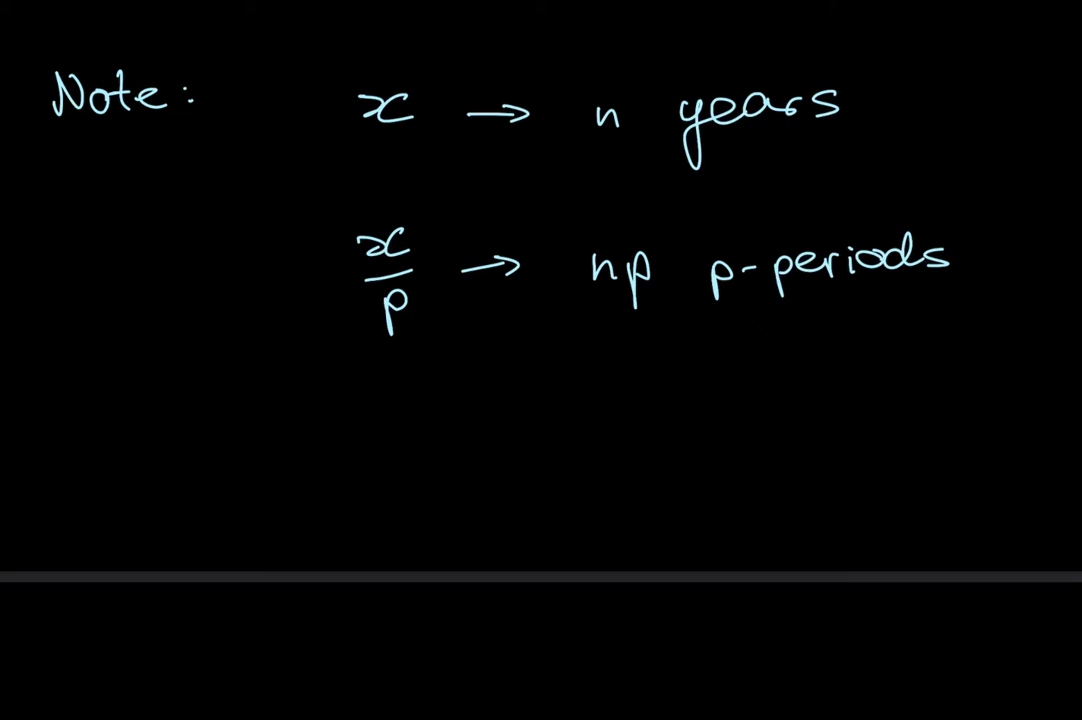 Note: x → n years
x/p → np p-periods